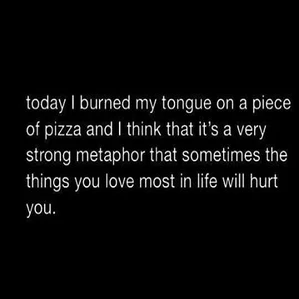 today I burned my tongue on a piece
of pizza and I think that it's a very
strong metaphor that sometimes the
things you love most in life will hurt
you.